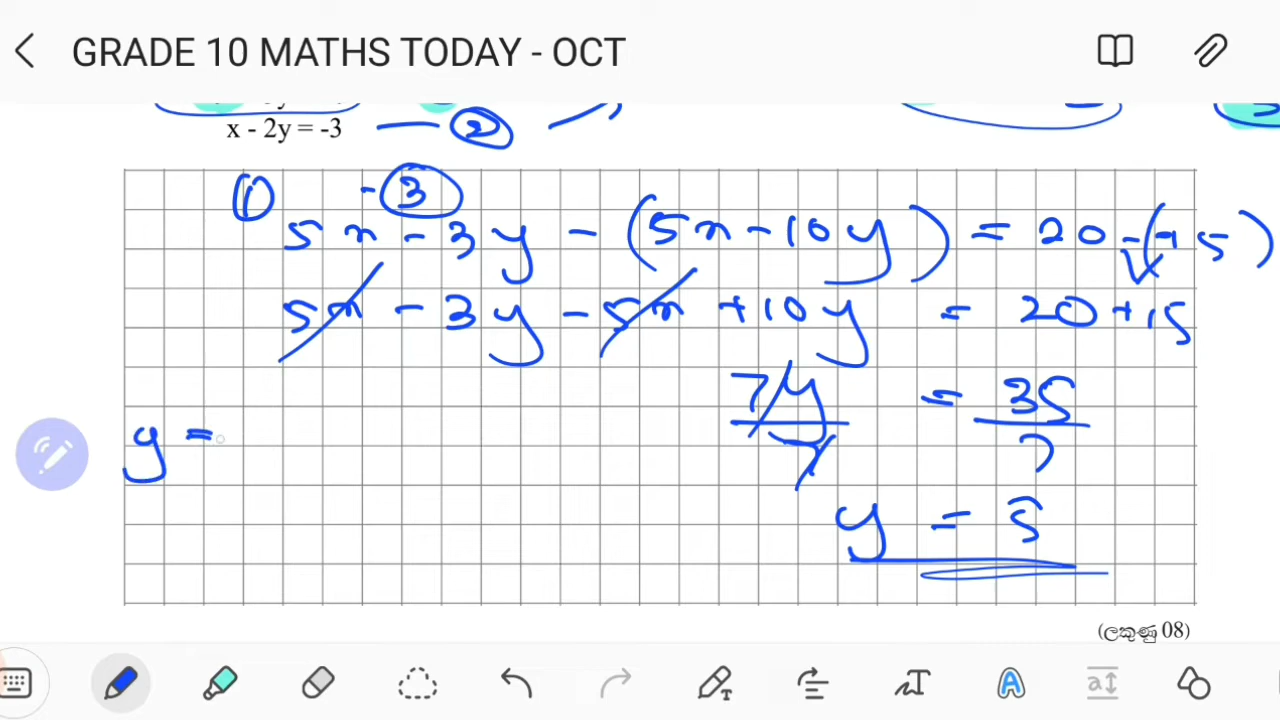 GRADE 10 MATHS TODAY - OCT
x - 2y = -3 — ②
① - ③
5x - 3y - (5x - 10y) = 20 - (-15)
5x - 3y - 5x + 10y = 20 + 15
7y/7 = 35/7
y =
y = 5
(ලකුණු 08)